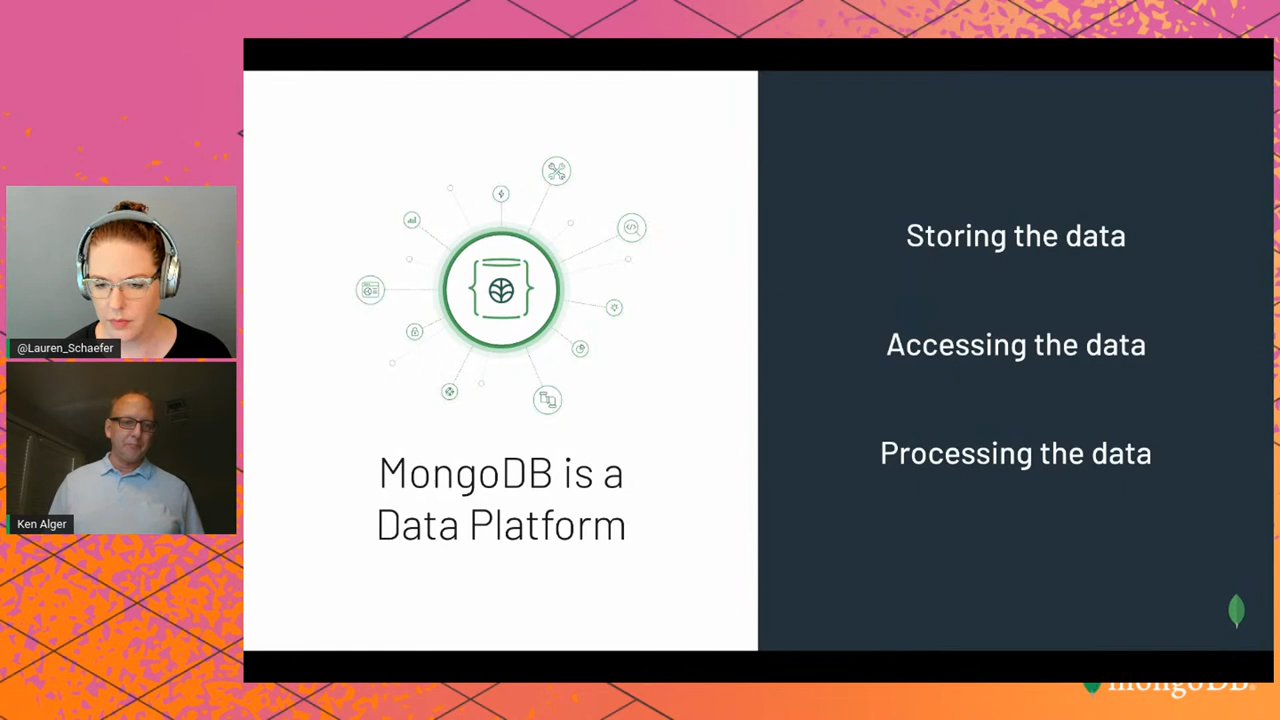 @Lauren_Schaefer
Ken Alger
MongoDB is a
Data Platform
Storing the data
Accessing the data
Processing the data
mongoDB.